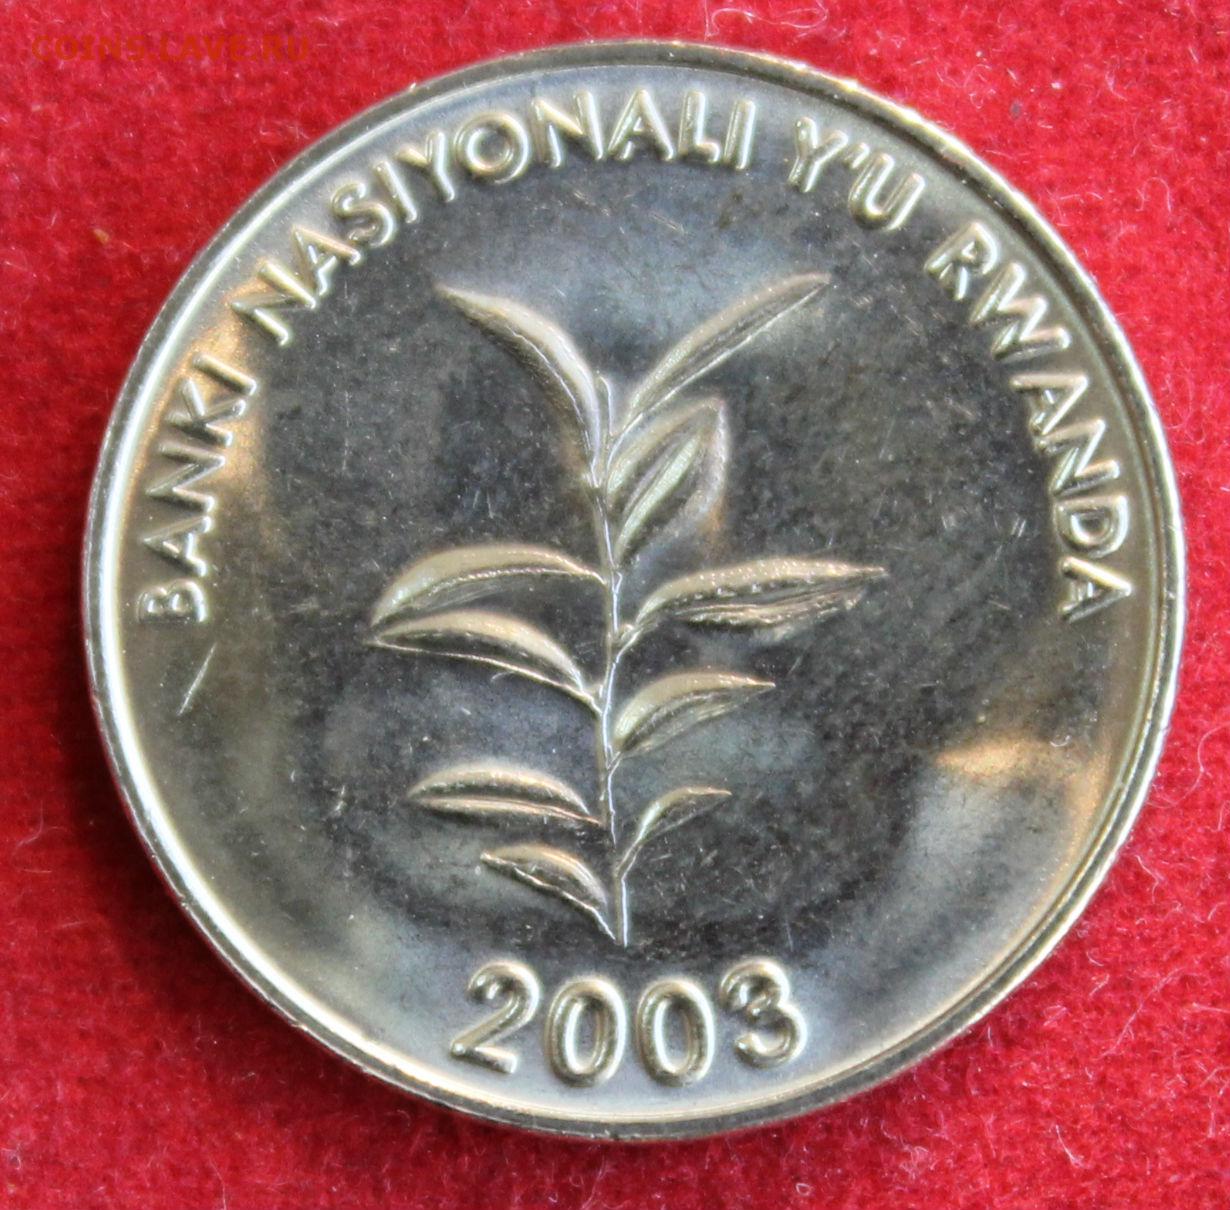 COINS.LAVE.RU
BANKI NASIYONALI Y'U RWANDA
2003